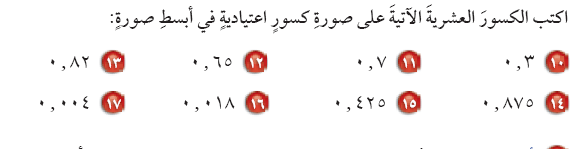 اكتب الكسورَ العشريةَ الآتيةَ على صورةِ كسورٍ اعتياديةٍ في أبسطِ صورةٍ:
١٠ ٠,٣ ١١ ٠,٧ ١٢ ٠,٦٥ ١٣ ٠,٨٢
١٤ ٠,٨٧٥ ١٥ ٠,٤٢٥ ١٦ ٠,٠١٨ ١٧ ٠,٠٠٤